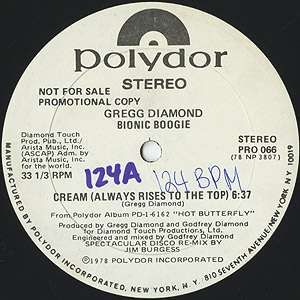 polydor
STEREO
NOT FOR SALE
PROMOTIONAL COPY
GREGG DIAMOND
BIONIC BOOGIE
Diamond Touch
Prod. Pub., Ltd./
Arista Music, Inc.
(ASCAP) Adm. by
Arista Music, Inc.
for the world.
33 1/3 RPM
STEREO
PRO 066
(78 NP 3807)
124A
124 BPM
CREAM (ALWAYS RISES TO THE TOP) 6:37
(Gregg Diamond)
From Polydor Album PD-1-6162 "HOT BUTTERFLY"
Produced by Gregg Diamond and Godfrey Diamond
for Diamond Touch Productions, Ltd.
Engineered and mixed by Godfrey Diamond
SPECTACULAR DISCO RE-MIX BY
JIM BURGESS
©1978 POLYDOR INCORPORATED
MANUFACTURED BY POLYDOR INCORPORATED, NEW YORK, N.Y. 810 SEVENTH AVENUE/NEW YORK, N.Y. 10019